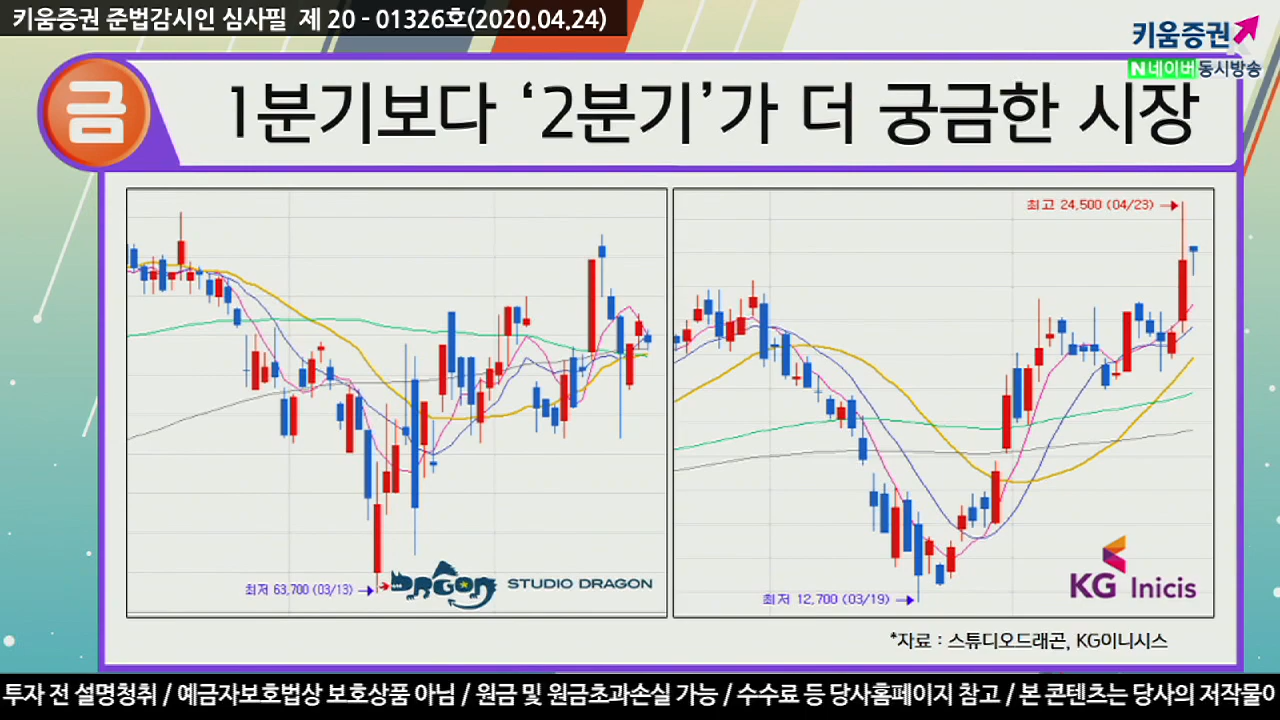 키움증권 준법감시인 심사필 제 20 - 01326호(2020.04.24)
키움증권
N 네이버 동시방송
금
1분기보다 ‘2분기’가 더 궁금한 시장
최고 24,500 (04/23)
최저 63,700 (03/13)
DRAGON STUDIO DRAGON
최저 12,700 (03/19)
KG Inicis
*자료 : 스튜디오드래곤, KG이니시스
투자 전 설명청취 / 예금자보호법상 보호상품 아님 / 원금 및 원금초과손실 가능 / 수수료 등 당사홈페이지 참고 / 본 콘텐츠는 당사의 저작물이